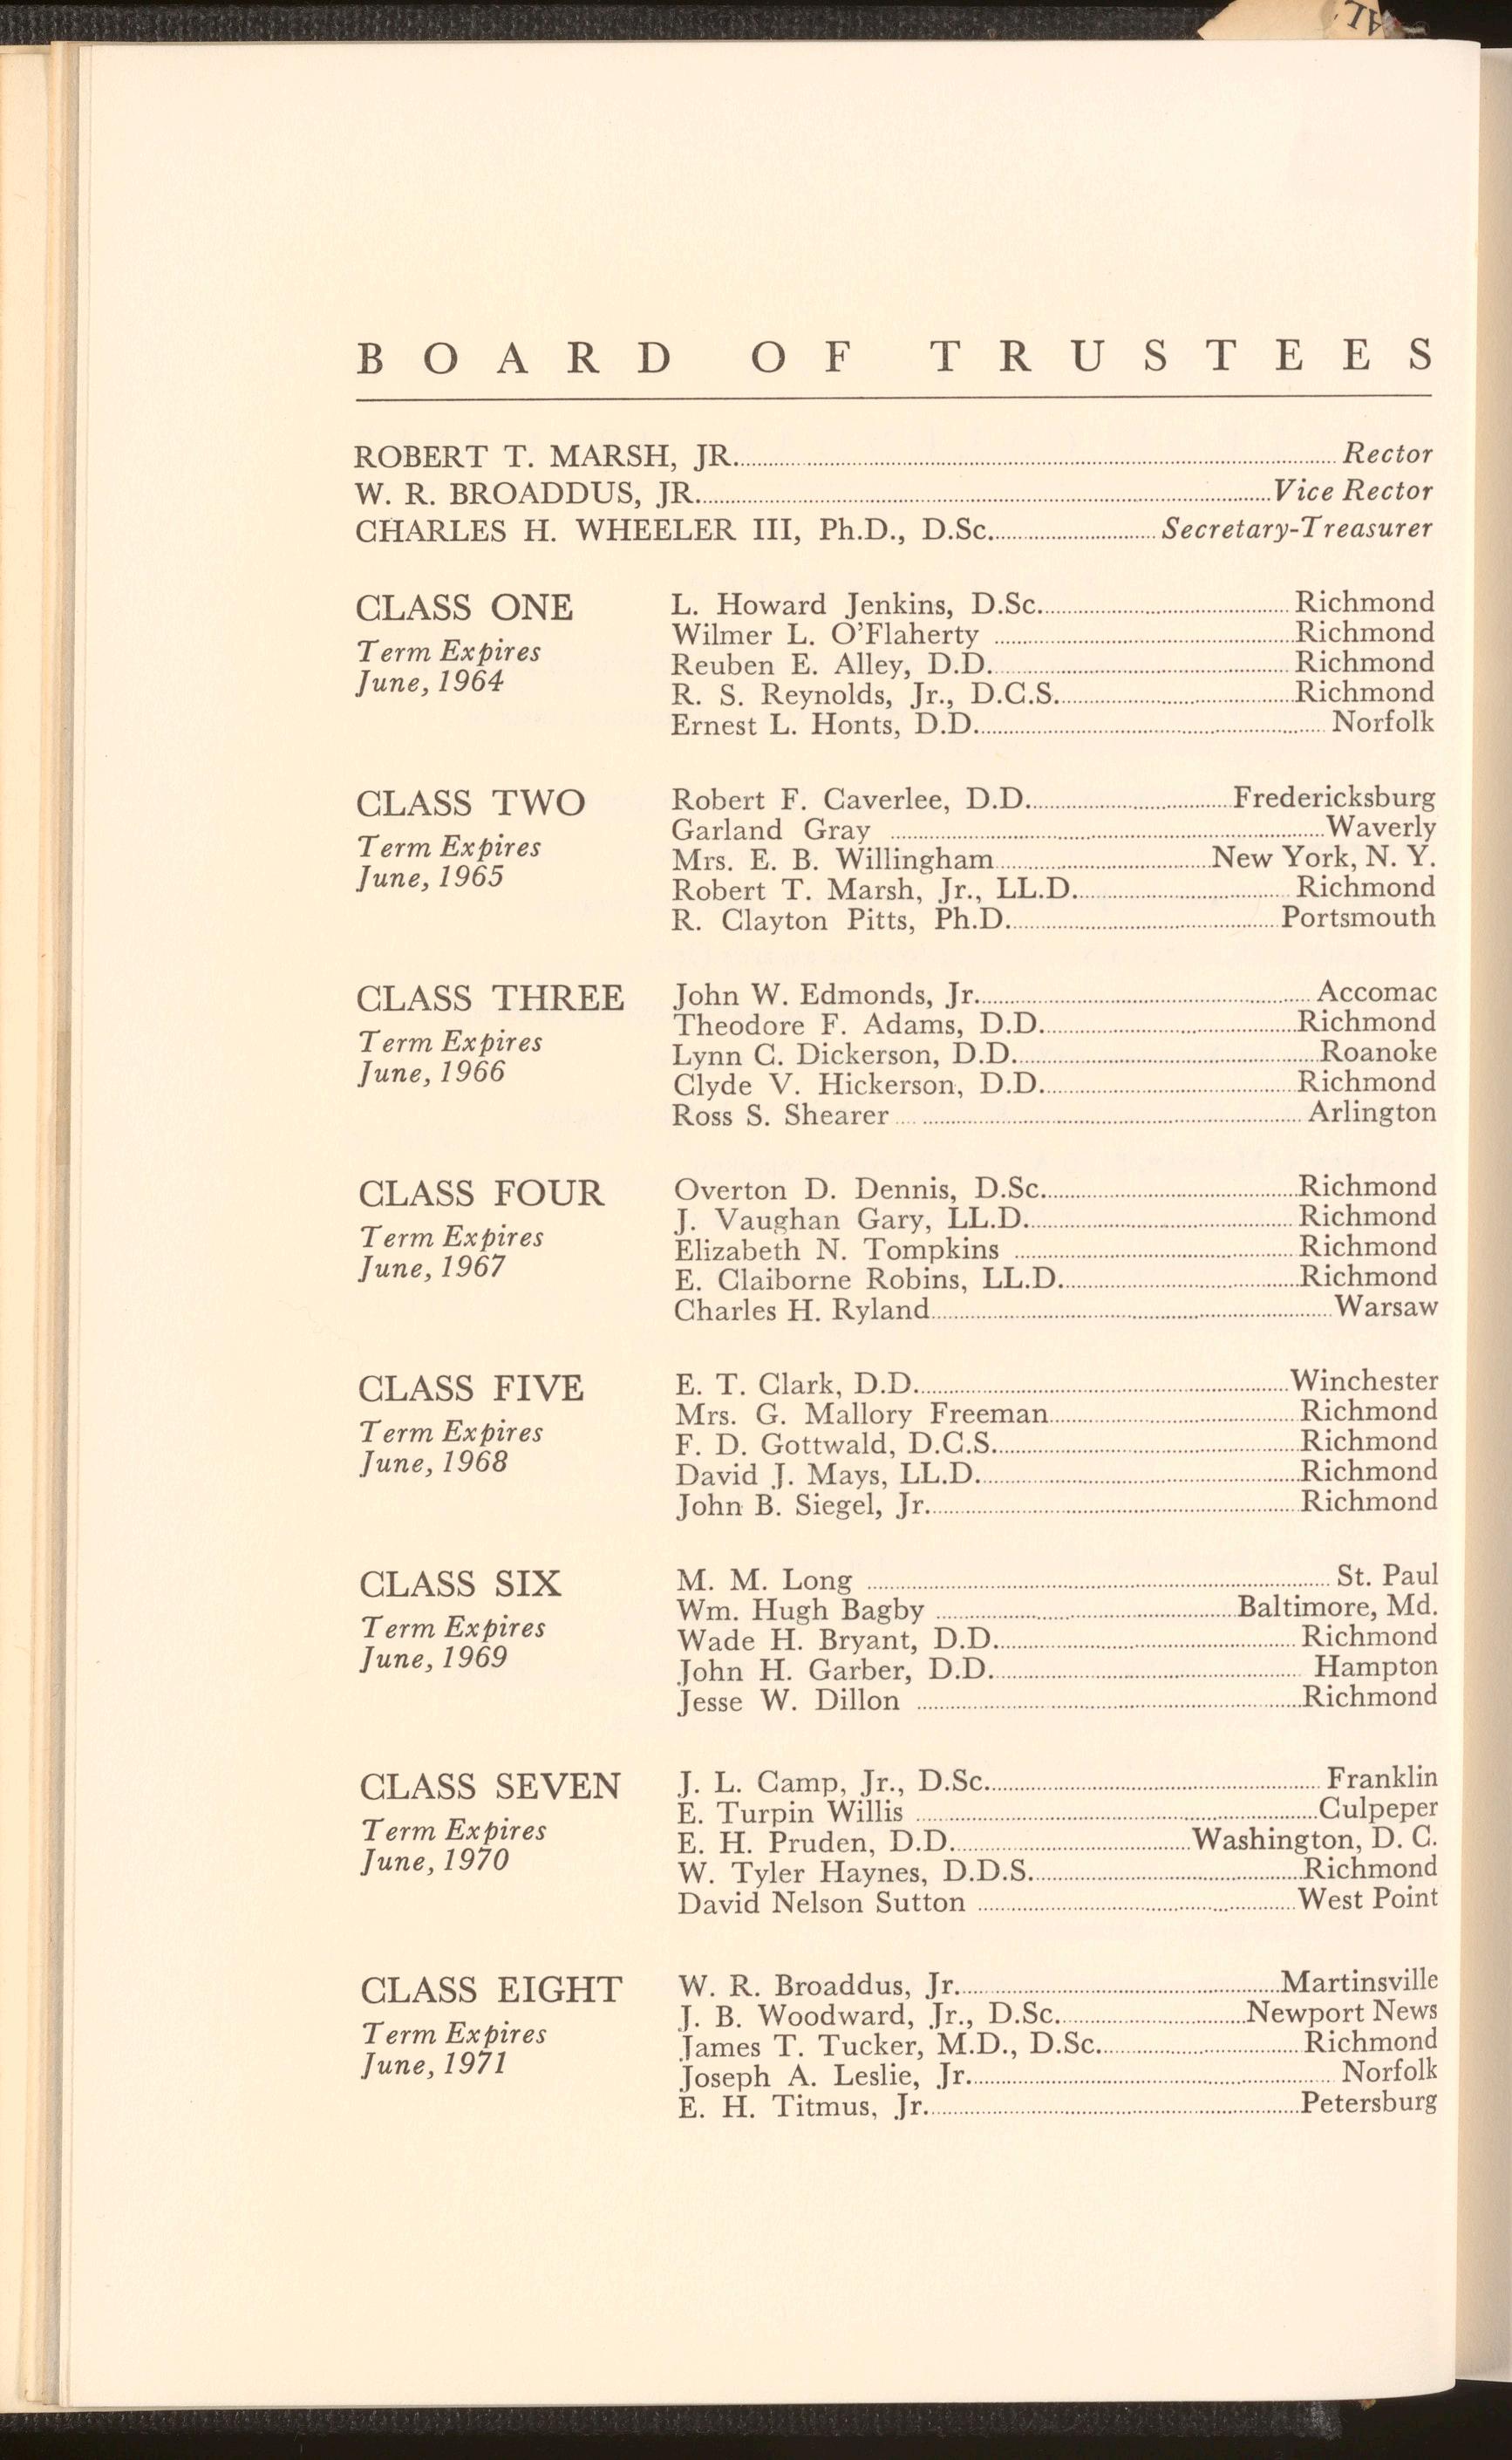 BOARD OF TRUSTEES
ROBERT T. MARSH, JR. Rector
W. R. BROADDUS, JR. Vice Rector
CHARLES H. WHEELER III, Ph.D., D.Sc. Secretary-Treasurer
CLASS ONE
Term Expires
June, 1964
L. Howard Jenkins, D.Sc. Richmond
Wilmer L. O'Flaherty Richmond
Reuben E. Alley, D.D. Richmond
R. S. Reynolds, Jr., D.C.S. Richmond
Ernest L. Honts, D.D. Norfolk
CLASS TWO
Term Expires
June, 1965
Robert F. Caverlee, D.D. Fredericksburg
Garland Gray Waverly
Mrs. E. B. Willingham New York, N. Y.
Robert T. Marsh, Jr., LL.D. Richmond
R. Clayton Pitts, Ph.D. Portsmouth
CLASS THREE
Term Expires
June, 1966
John W. Edmonds, Jr. Accomac
Theodore F. Adams, D.D. Richmond
Lynn C. Dickerson, D.D. Roanoke
Clyde V. Hickerson, D.D. Richmond
Ross S. Shearer Arlington
CLASS FOUR
Term Expires
June, 1967
Overton D. Dennis, D.Sc. Richmond
J. Vaughan Gary, LL.D. Richmond
Elizabeth N. Tompkins Richmond
E. Claiborne Robins, LL.D. Richmond
Charles H. Ryland Warsaw
CLASS FIVE
Term Expires
June, 1968
E. T. Clark, D.D. Winchester
Mrs. G. Mallory Freeman Richmond
F. D. Gottwald, D.C.S. Richmond
David J. Mays, LL.D. Richmond
John B. Siegel, Jr. Richmond
CLASS SIX
Term Expires
June, 1969
M. M. Long St. Paul
Wm. Hugh Bagby Baltimore, Md.
Wade H. Bryant, D.D. Richmond
John H. Garber, D.D. Hampton
Jesse W. Dillon Richmond
CLASS SEVEN
Term Expires
June, 1970
J. L. Camp, Jr., D.Sc. Franklin
E. Turpin Willis Culpeper
E. H. Pruden, D.D. Washington, D. C.
W. Tyler Haynes, D.D.S. Richmond
David Nelson Sutton West Point
CLASS EIGHT
Term Expires
June, 1971
W. R. Broaddus, Jr. Martinsville
J. B. Woodward, Jr., D.Sc. Newport News
James T. Tucker, M.D., D.Sc. Richmond
Joseph A. Leslie, Jr. Norfolk
E. H. Titmus, Jr. Petersburg